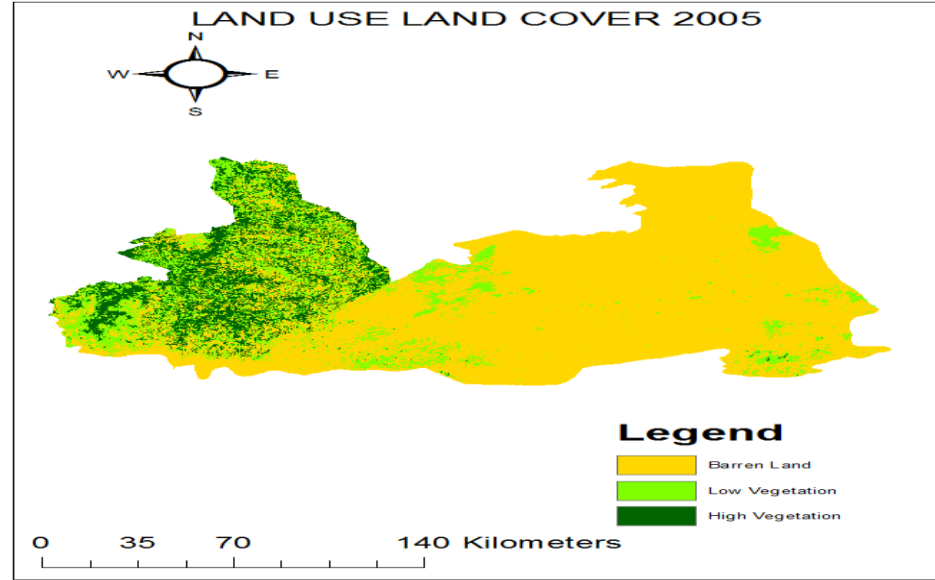 LAND USE LAND COVER 2005
N
W E
S
Legend
Barren Land
Low Vegetation
High Vegetation
0 35 70 140 Kilometers